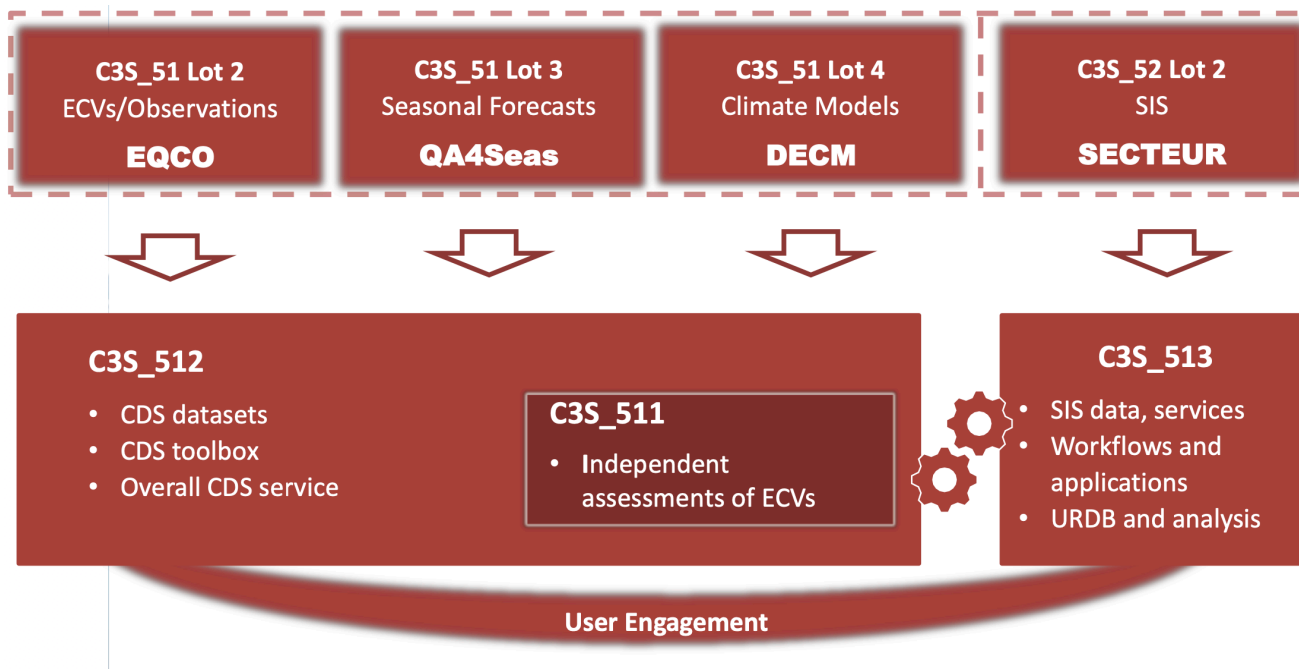 C3S_51 Lot 2
ECVs/Observations
EQCO
C3S_51 Lot 3
Seasonal Forecasts
QA4Seas
C3S_51 Lot 4
Climate Models
DECM
C3S_52 Lot 2
SIS
SECTEUR
C3S_512
• CDS datasets
• CDS toolbox
• Overall CDS service
C3S_511
• Independent
assessments of ECVs
C3S_513
• SIS data, services
• Workflows and
applications
• URDB and analysis
User Engagement